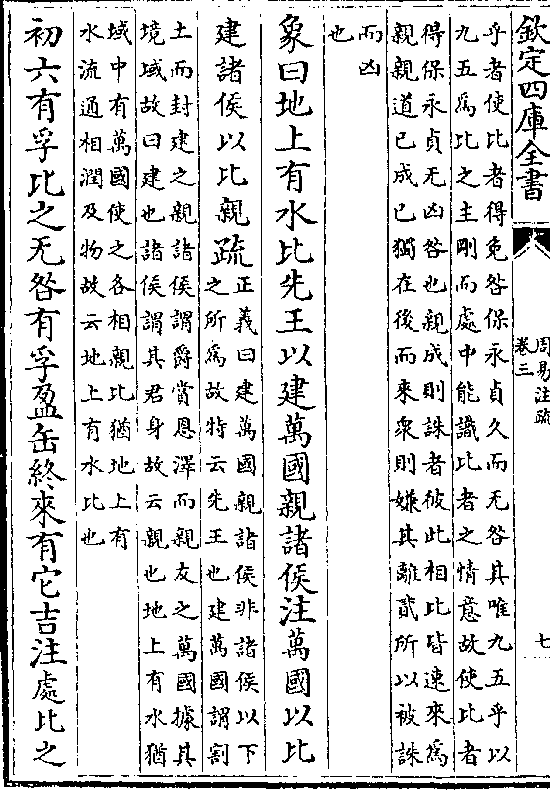 欽定四庫全書
周易注疏
卷三
七
乎者使比者得免咎保永貞久而无咎其唯九五乎以
九五為比之主剛而處中能識比者之情意故使比者
得保永貞无凶咎也親成則誅者彼此相比皆速來為
親親道已成已獨在後而來衆則嫌其離貳所以被誅
而凶
也
象曰地上有水比先王以建萬國親諸侯注萬國以比
建諸侯以比親疏
正義曰建萬國親諸侯非諸侯以下
之所為故特云先王也建萬國謂割
土而封建之親諸侯謂爵賞恩澤而親友之萬國據其
境域故曰建也諸侯謂其君身故云親也地上有水猶
域中有萬國使之各相親比猶地上有
水流通相潤及物故云地上有水比也
初六有孚比之无咎有孚盈缶終來有它吉注處比之